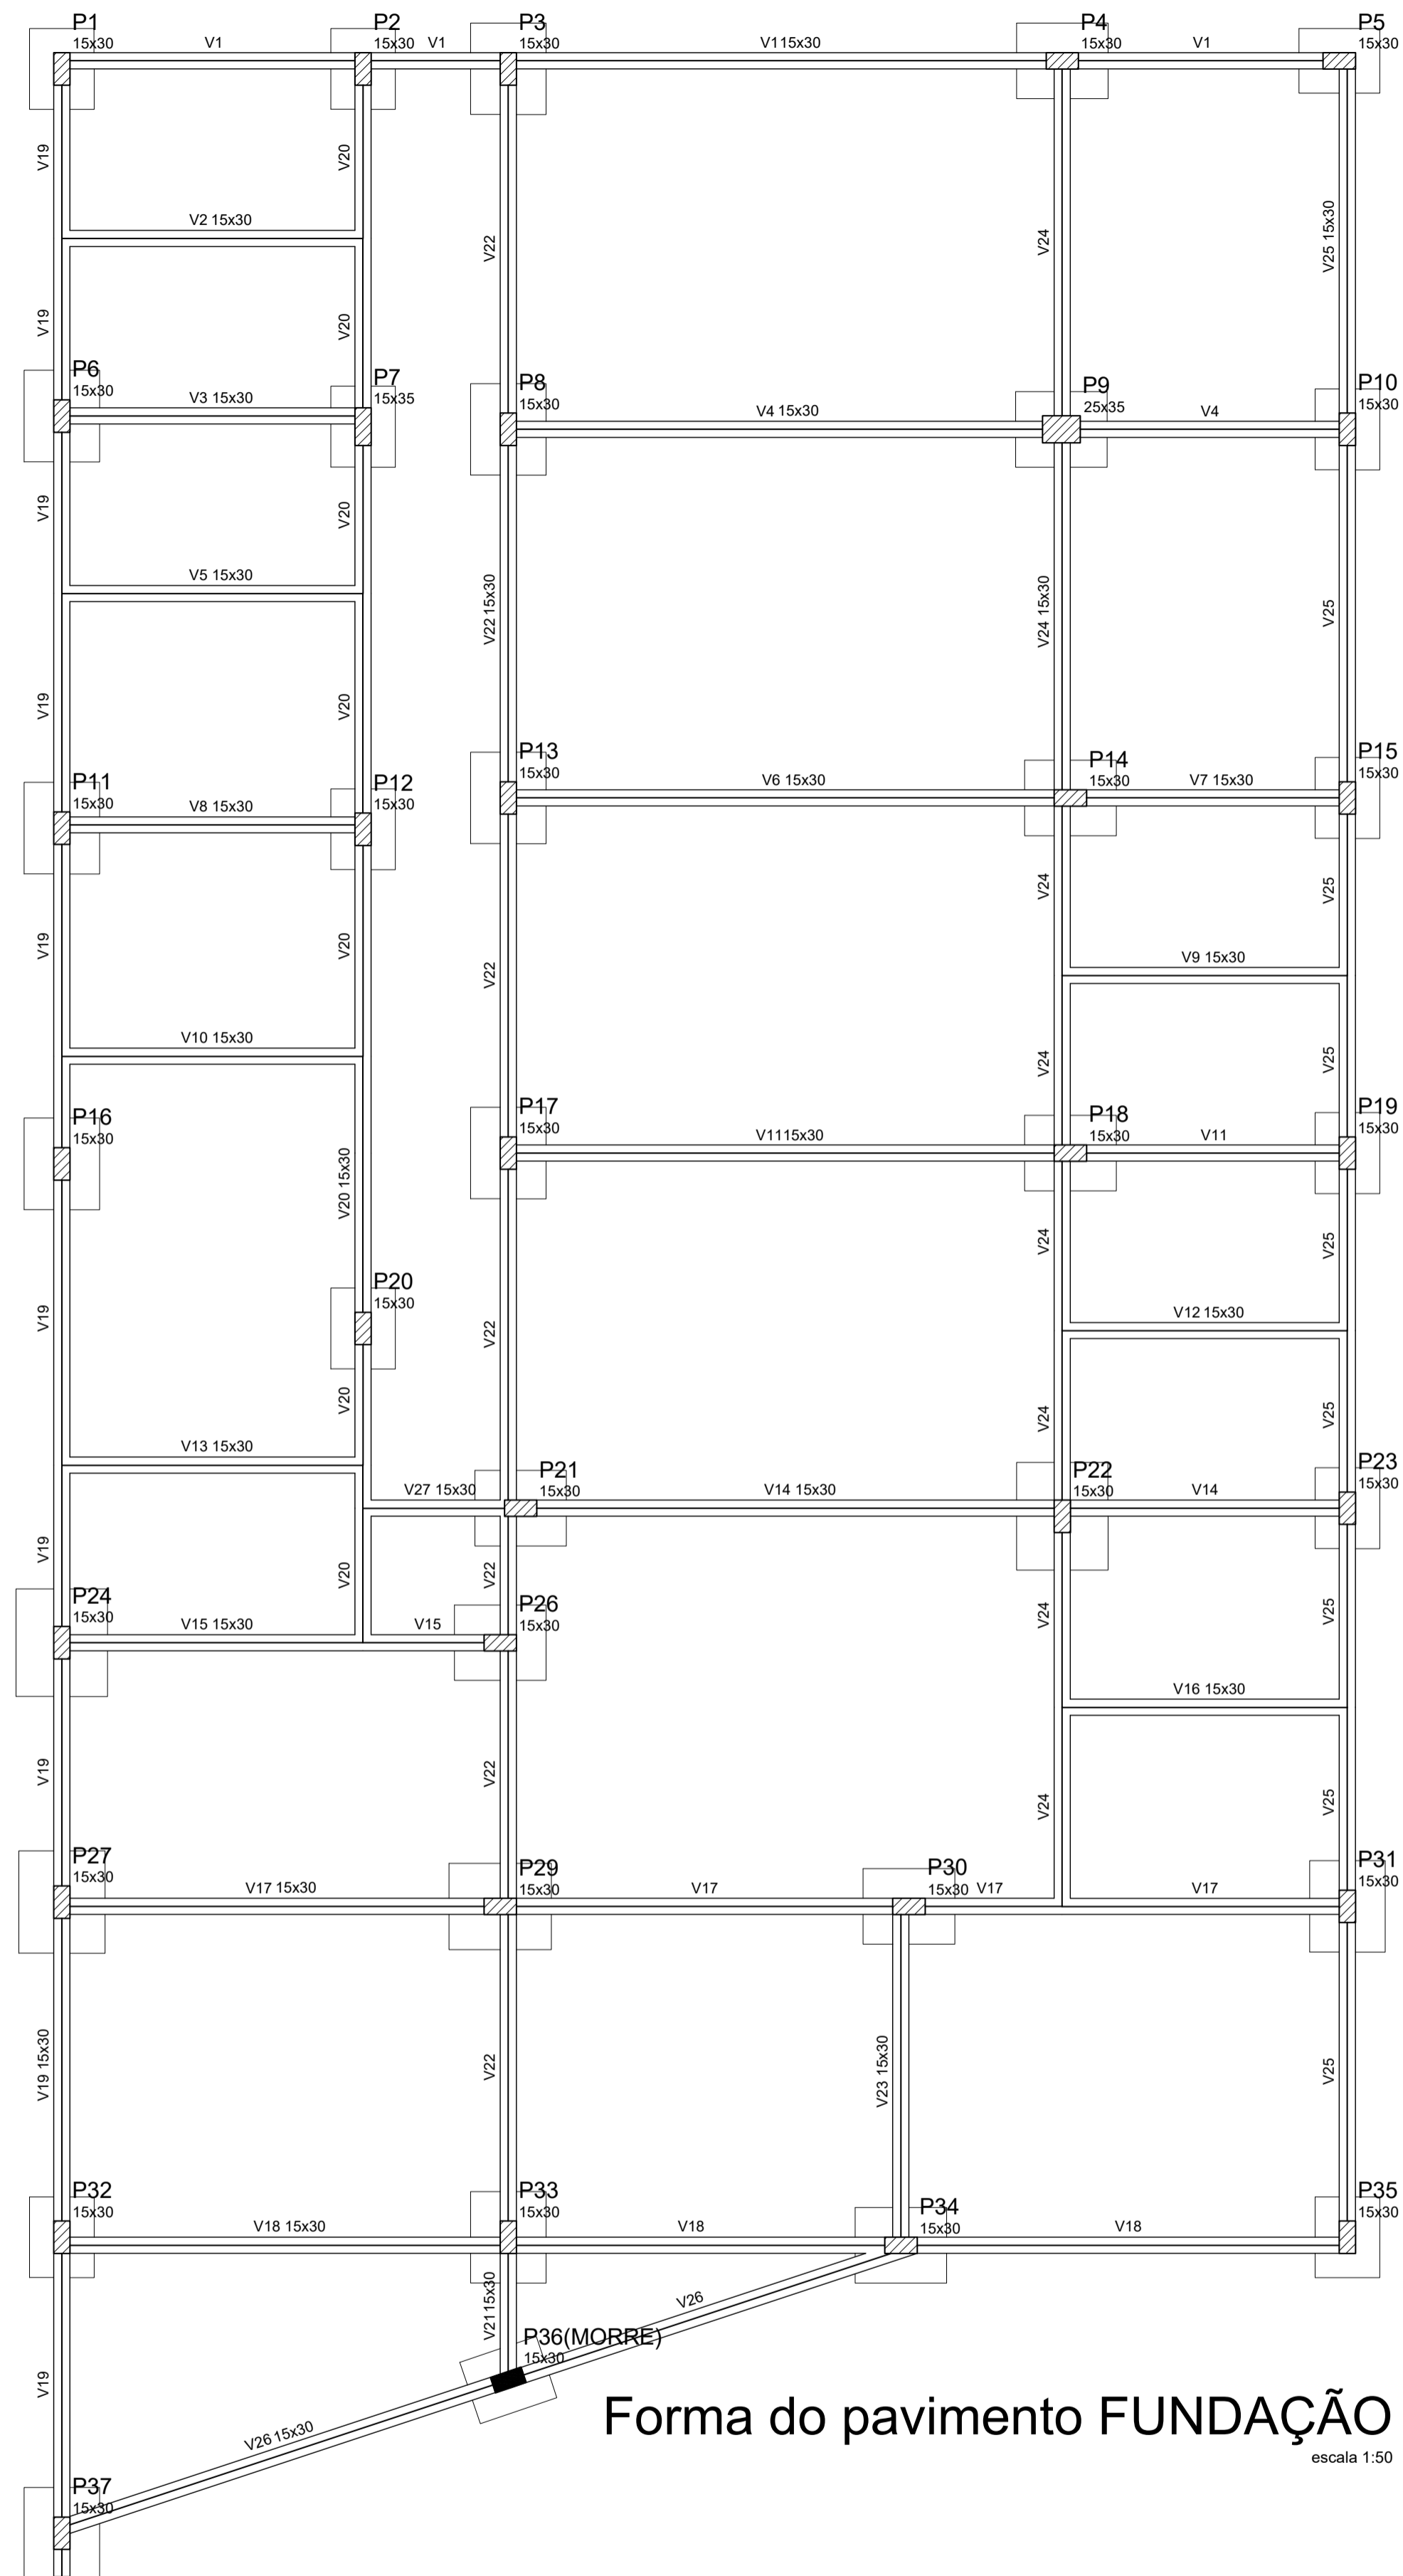 P1
15x30
V1
P2
15x30
V1
P3
15x30
V1 15x30
P4
15x30
V1
P5
15x30
V19
V20
V2 15x30
V22
V24
V25 15x30
V19
V20
P6
15x30
V3 15x30
P7
15x35
P8
15x30
V4 15x30
P9
25x35
V4
P10
15x30
V19
V20
V5 15x30
V22 15x30
V24 15x30
V25
V19
V20
P11
15x30
V8 15x30
P12
15x30
P13
15x30
V6 15x30
P14
15x30
V7 15x30
P15
15x30
V19
V20
V22
V24
V25
V9 15x30
V10 15x30
V24
V25
P16
15x30
V20 15x30
P17
15x30
V11 15x30
P18
15x30
V11
P19
15x30
V19
P20
15x30
V22
V24
V25
V12 15x30
V20
V24
V25
V13 15x30
V27 15x30
P21
15x30
V14 15x30
P22
15x30
V14
P23
15x30
V19
V20
V22
P24
15x30
V15 15x30
V15
P26
15x30
V24
V25
V16 15x30
V19
V22
V24
V25
P27
15x30
V17 15x30
P29
15x30
V17
P30
15x30
V17
V17
P31
15x30
V19 15x30
V22
V23 15x30
V25
P32
15x30
V18 15x30
P33
15x30
V18
P34
15x30
V18
P35
15x30
V21 15x30
V26
P36(MORRE)
15x30
V19
V26 15x30
Forma do pavimento FUNDAÇÃO
escala 1:50
P37
15x30